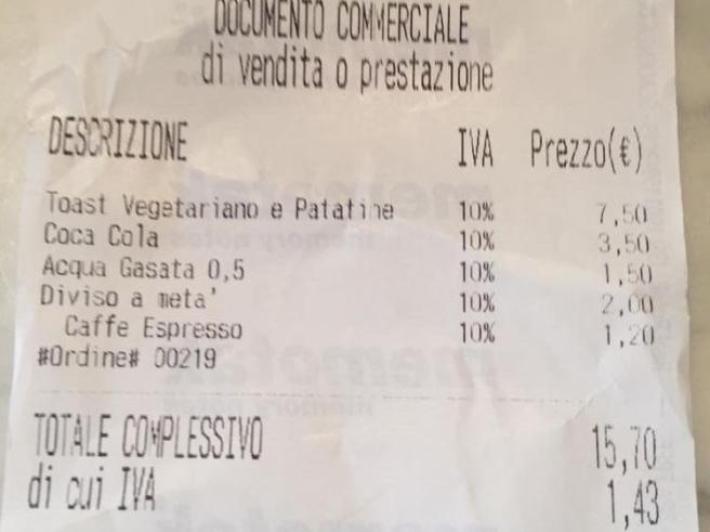 DOCUMENTO COMMERCIALE
di vendita o prestazione
DESCRIZIONE IVA Prezzo(€)
Toast Vegetariano e Patatine 10% 7,50
Coca Cola 10% 3,50
Acqua Gasata 0,5 10% 1,50
Diviso a meta' 10% 2,00
Caffe Espresso 10% 1,20
#Ordine# 00219
TOTALE COMPLESSIVO 15,70
di cui IVA 1,43